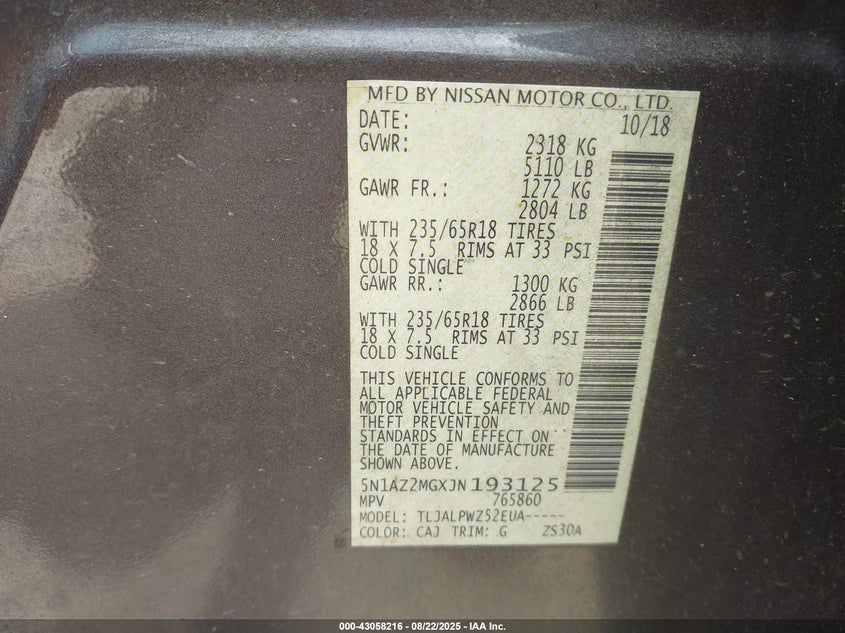 MFD BY NISSAN MOTOR CO., LTD.
DATE: 10/18
GVWR: 2318 KG
5110 LB
GAWR FR.: 1272 KG
2804 LB
WITH 235/65R18 TIRES
18 X 7.5 RIMS AT 33 PSI
COLD SINGLE
GAWR RR.: 1300 KG
2866 LB
WITH 235/65R18 TIRES
18 X 7.5 RIMS AT 33 PSI
COLD SINGLE
THIS VEHICLE CONFORMS TO
ALL APPLICABLE FEDERAL
MOTOR VEHICLE SAFETY AND
THEFT PREVENTION
STANDARDS IN EFFECT ON
THE DATE OF MANUFACTURE
SHOWN ABOVE.
5N1AZ2MGXJN193125
MPV 765860
MODEL: TLJALPWZ52EUA-----
COLOR: CAJ TRIM: G ZS30A
000-43058216 - 08/22/2025 - IAA Inc.